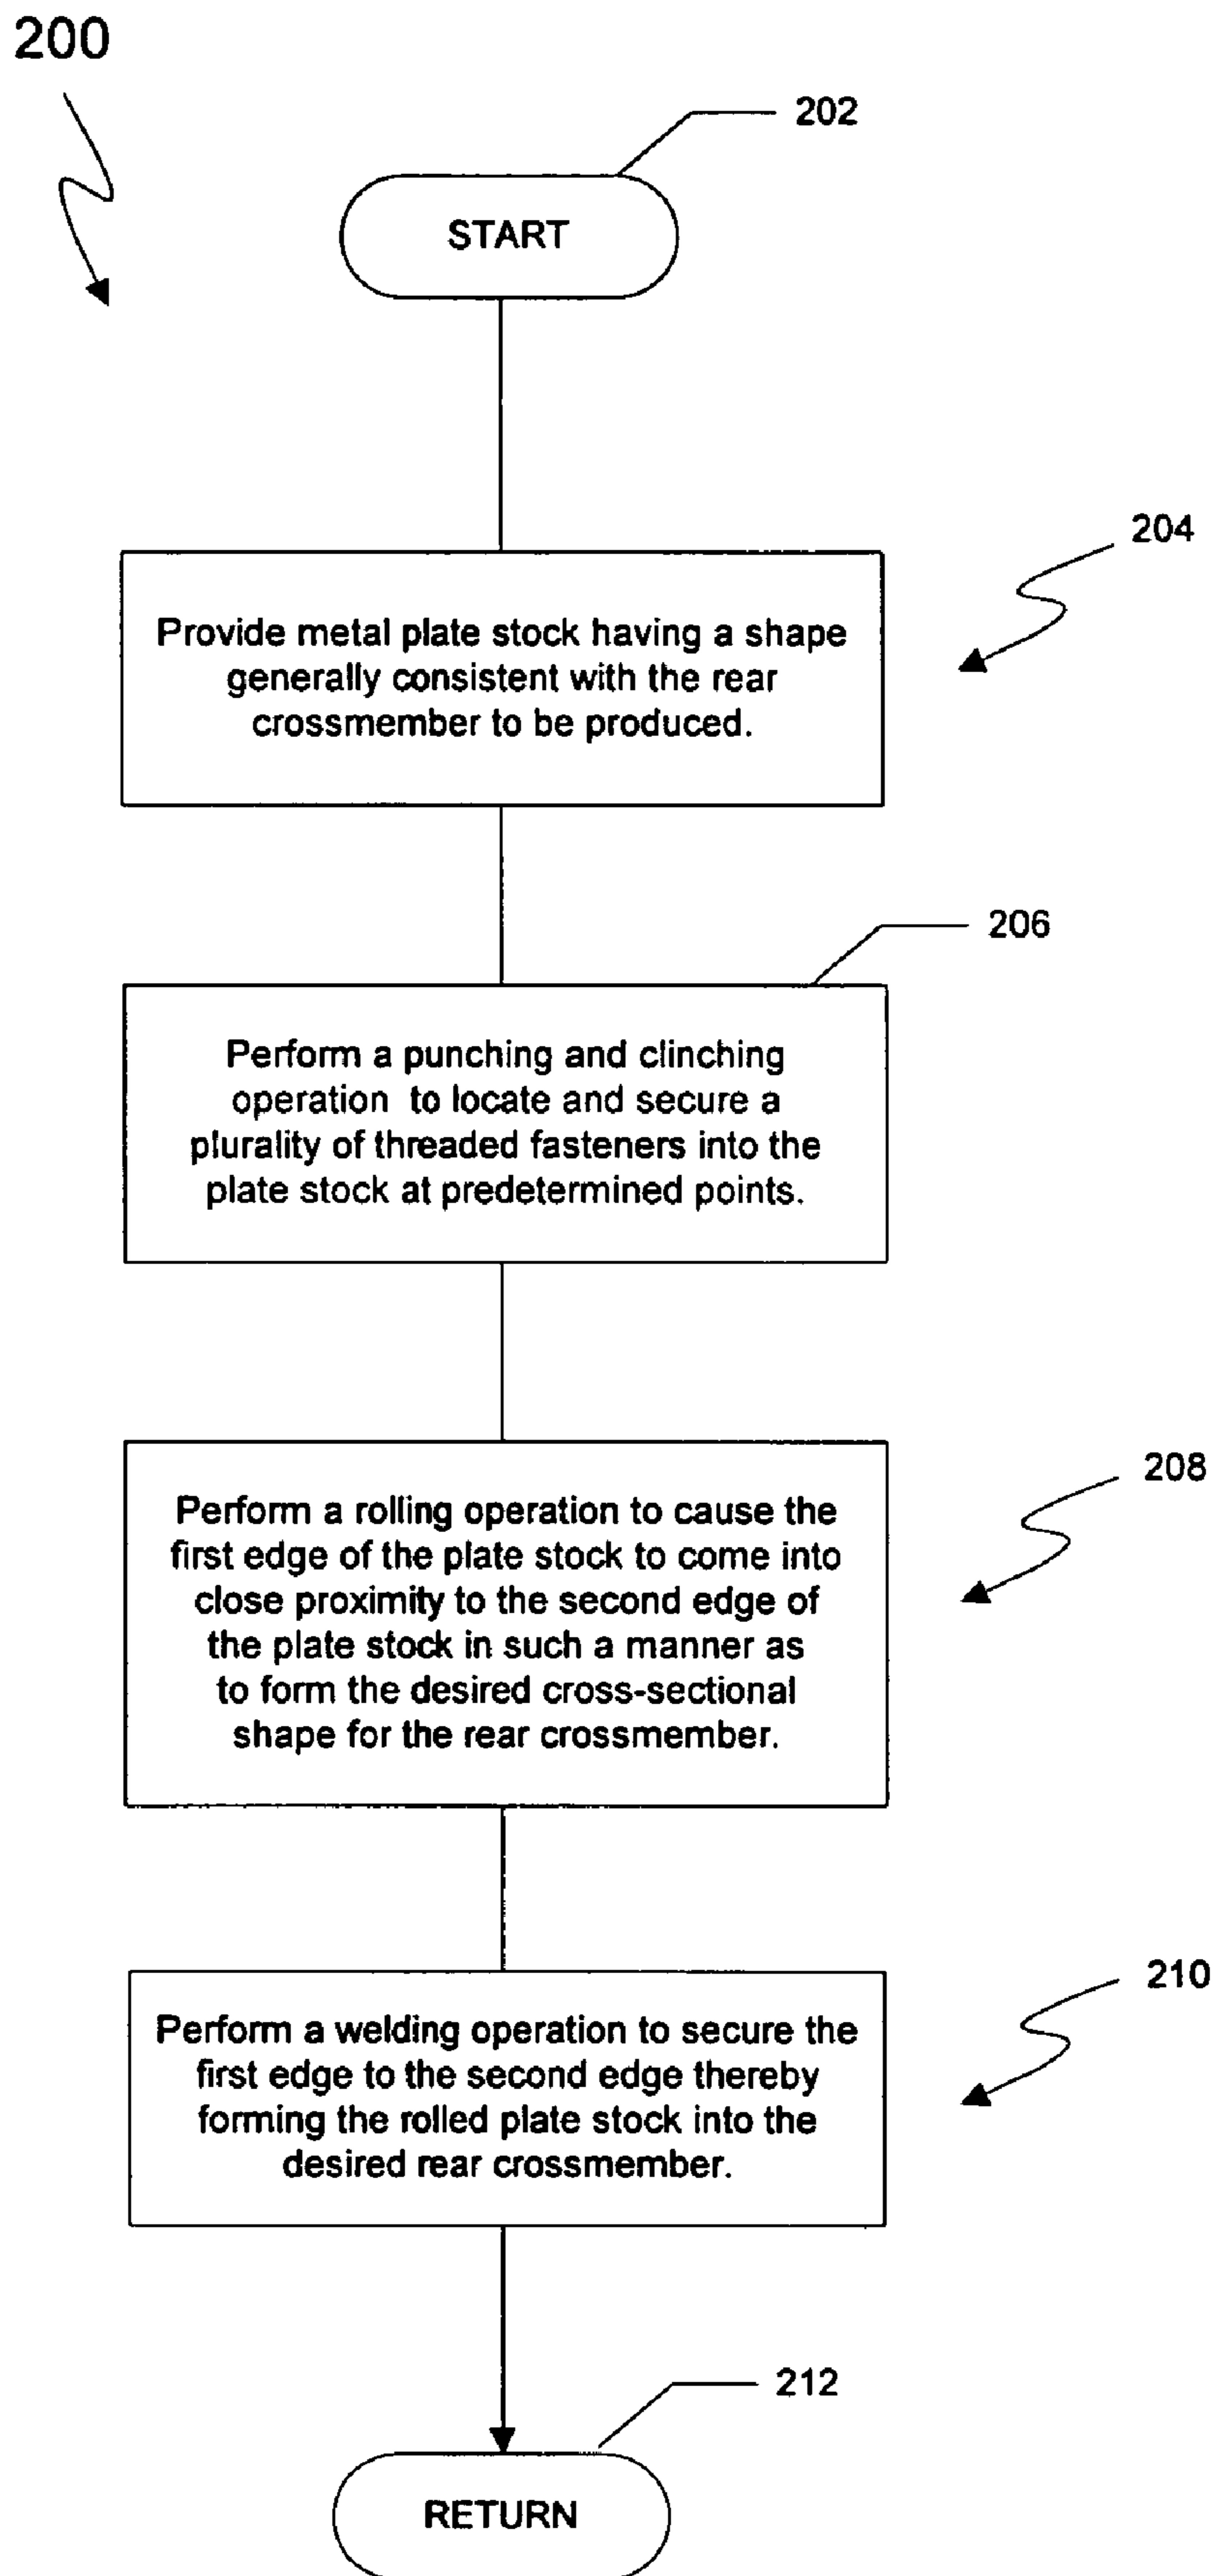 200
202
START
204
Provide metal plate stock having a shape
generally consistent with the rear
crossmember to be produced.
206
Perform a punching and clinching
operation to locate and secure a
plurality of threaded fasteners into the
plate stock at predetermined points.
208
Perform a rolling operation to cause the
first edge of the plate stock to come into
close proximity to the second edge of
the plate stock in such a manner as
to form the desired cross-sectional
shape for the rear crossmember.
210
Perform a welding operation to secure the
first edge to the second edge thereby
forming the rolled plate stock into the
desired rear crossmember.
212
RETURN